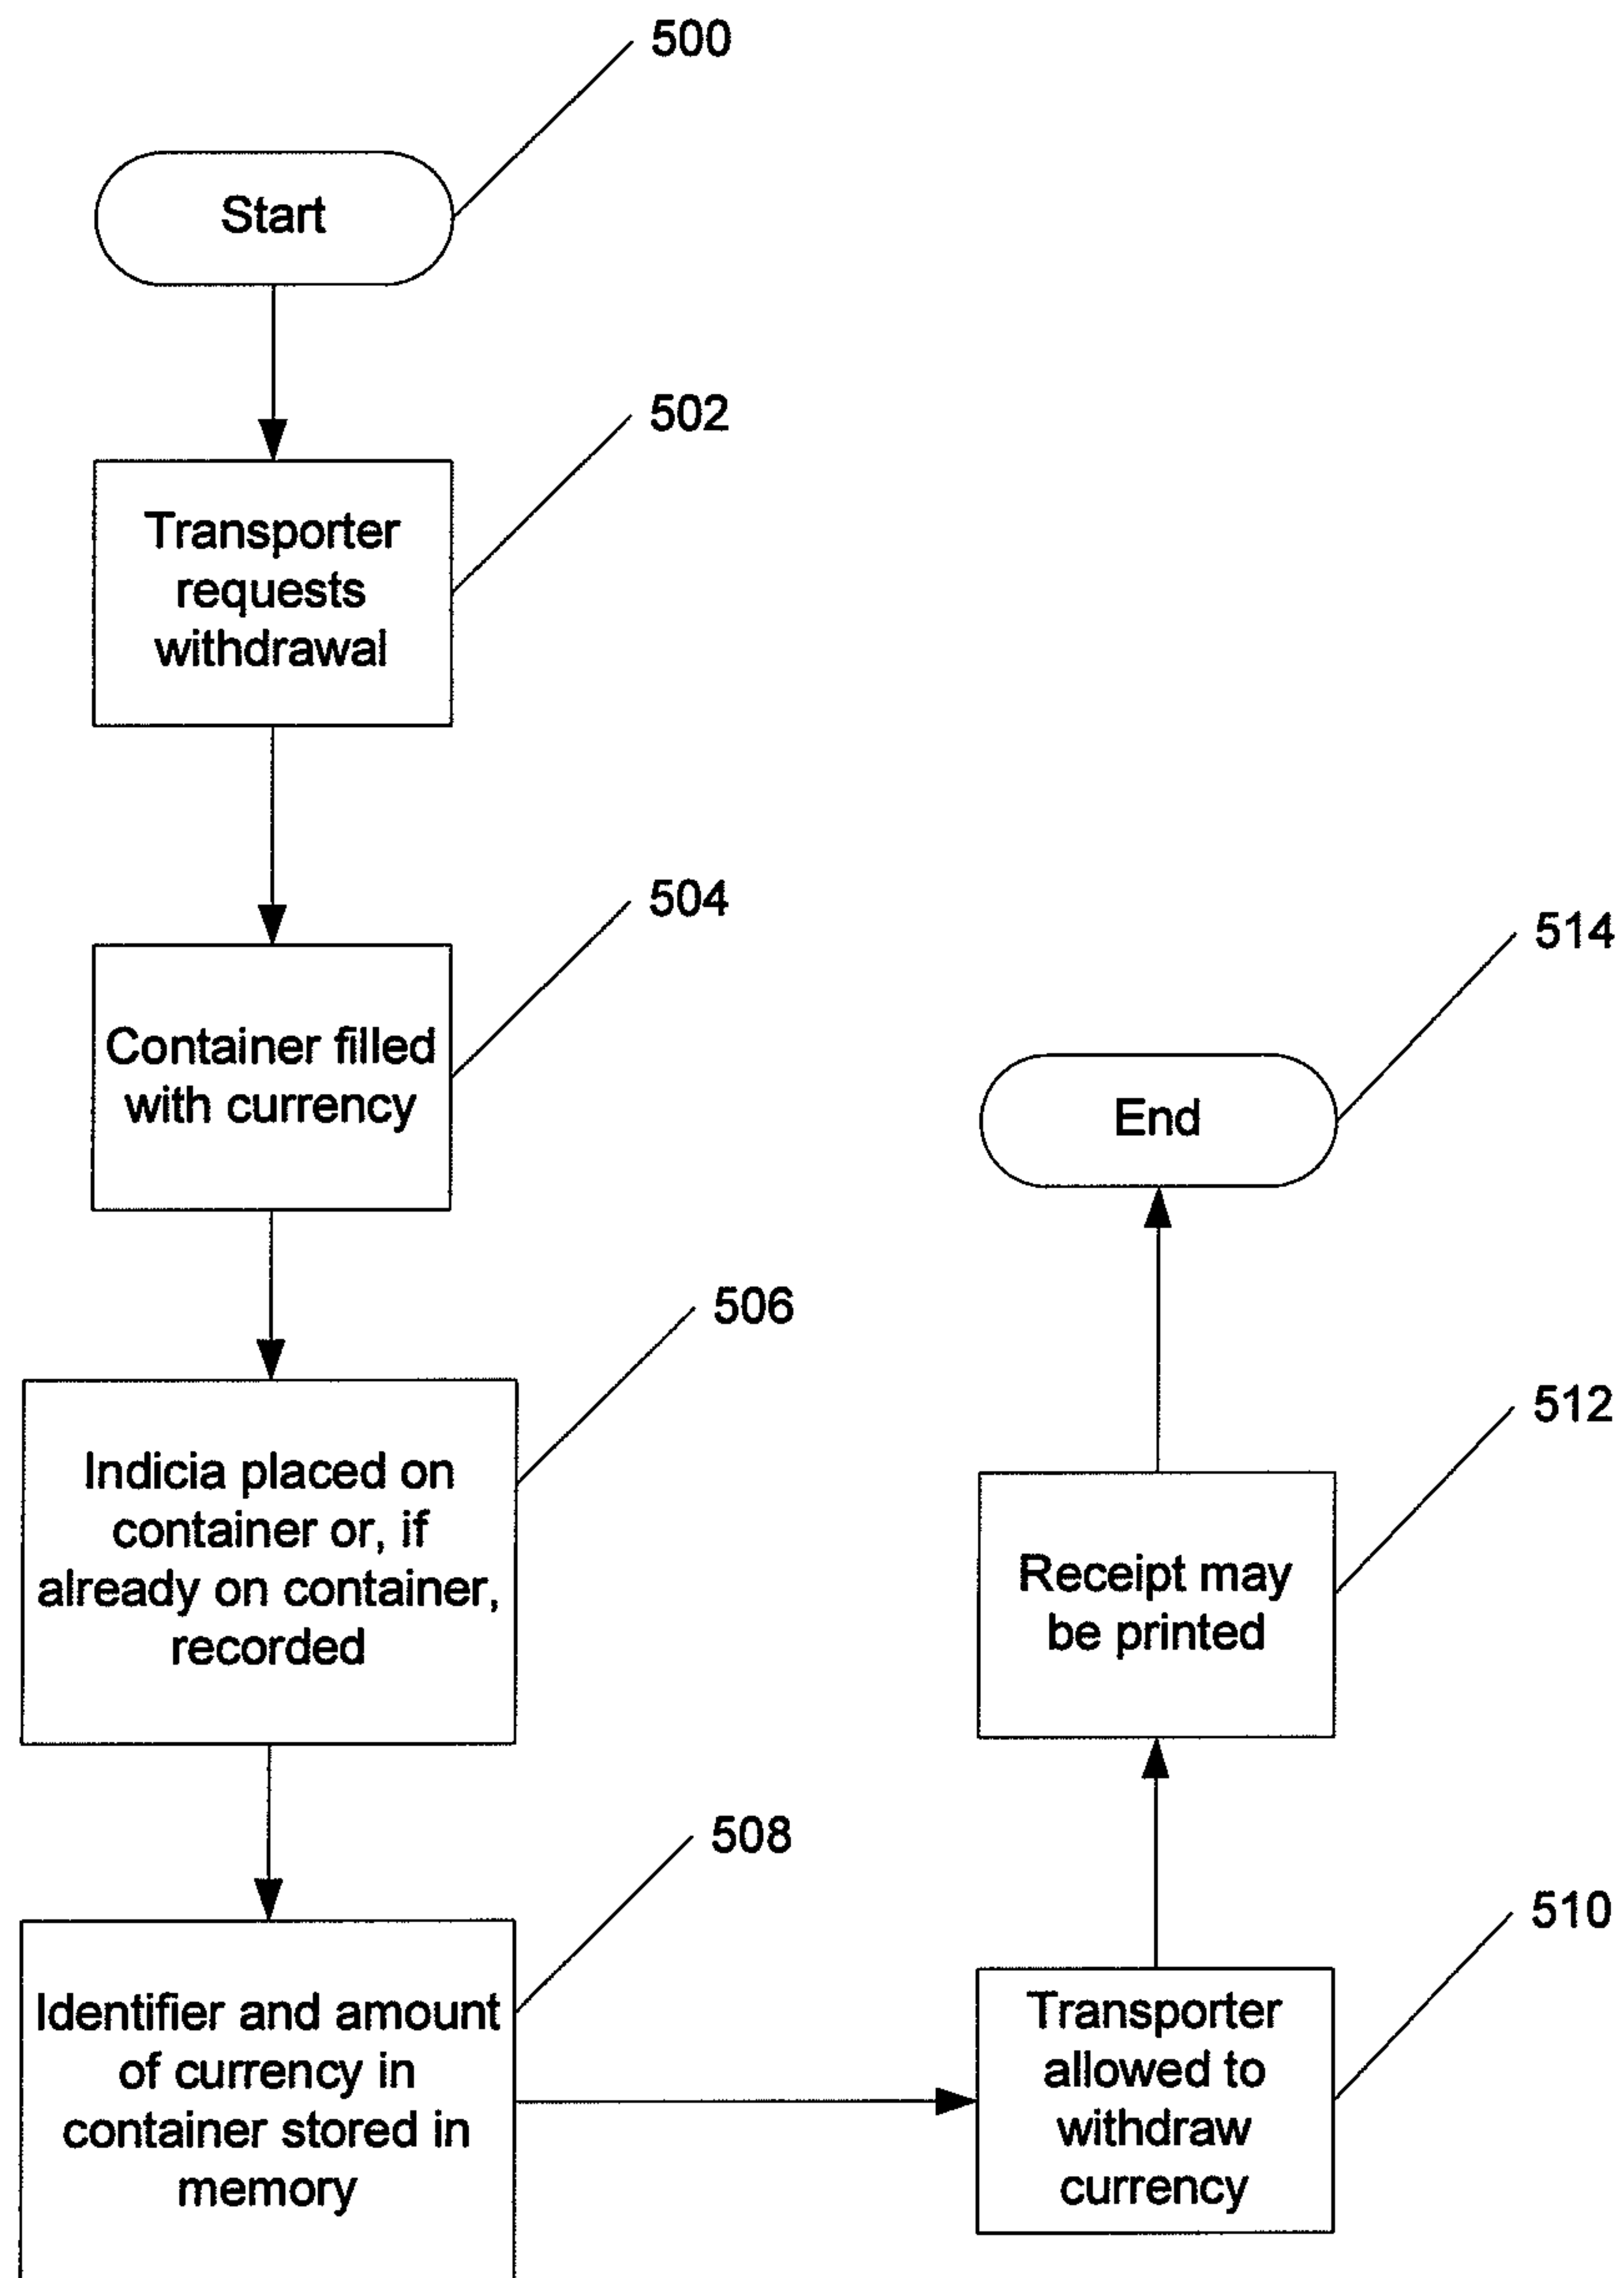 500
Start
502
Transporter
requests
withdrawal
504
Container filled
with currency
506
Indicia placed on
container or, if
already on container,
recorded
508
Identifier and amount
of currency in
container stored in
memory
510
Transporter
allowed to
withdraw
currency
512
Receipt may
be printed
514
End